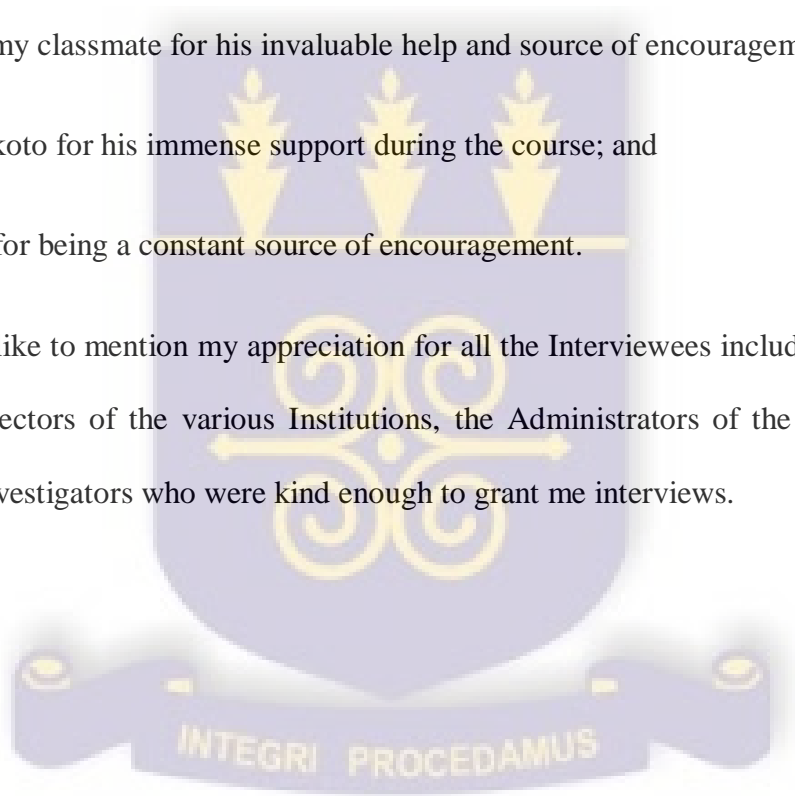 my classmate for his invaluable help and source of encouragem
koto for his immense support during the course; and
for being a constant source of encouragement.
like to mention my appreciation for all the Interviewees includ
ectors of the various Institutions, the Administrators of the
vestigators who were kind enough to grant me interviews.
INTEGRI PROCEDAMUS